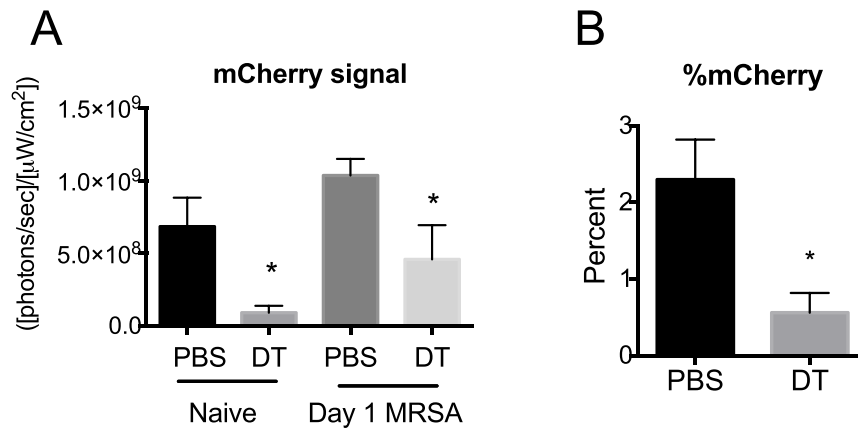 A
mCherry signal
([photons/sec]/[μW/cm²])
1.5×10⁹
1.0×10⁹
5.0×10⁸
0.0
*
*
PBS DT PBS DT
Naive Day 1 MRSA
B
%mCherry
Percent
3
2
1
0
*
PBS DT